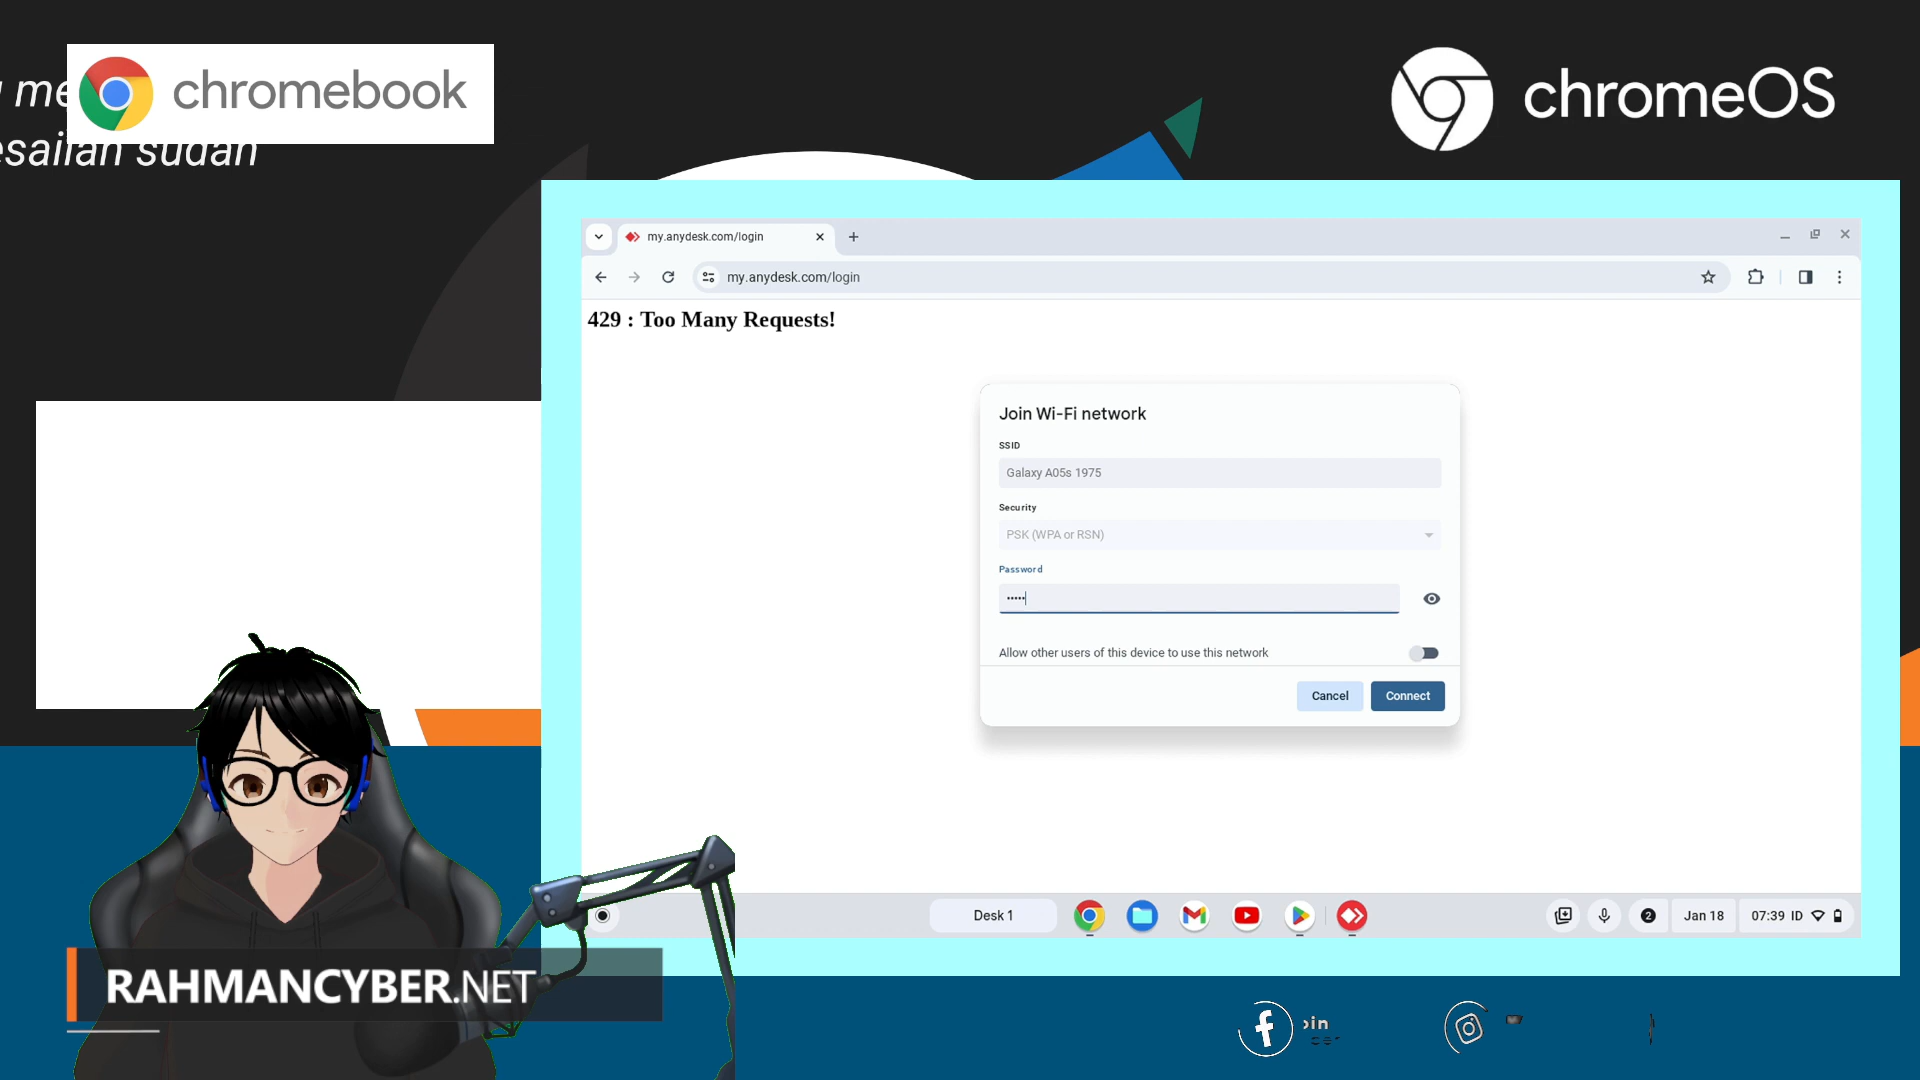 chromebook
chromeOS
sudah
my.anydesk.com/login
my.anydesk.com/login
429 : Too Many Requests!
Join Wi-Fi network
SSID
Galaxy A05s 1975
Security
PSK (WPA or RSN)
Password
•••••
Allow other users of this device to use this network
Cancel
Connect
Desk 1
2
Jan 18
07:39 ID
RAHMANCYBER.NET